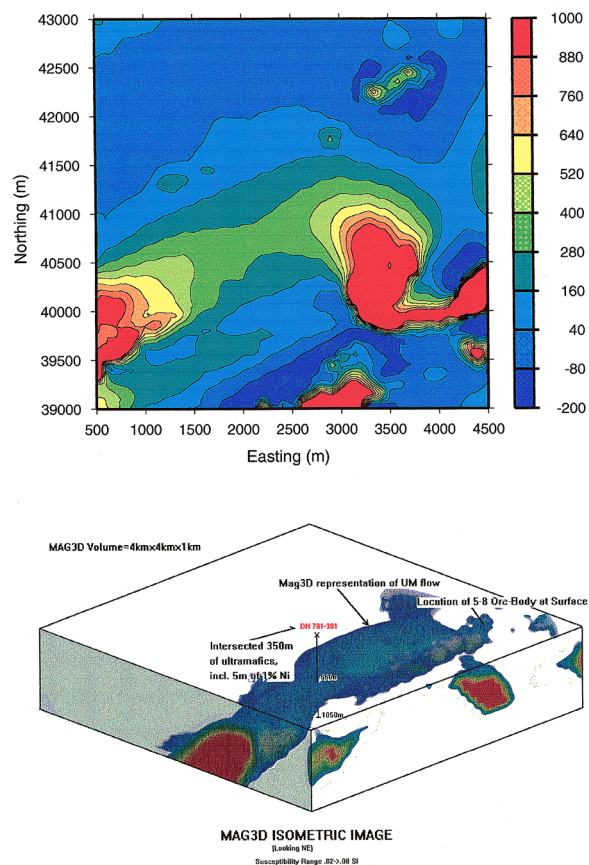 43000
42500
42000
41500
41000
40500
40000
39500
39000
Northing (m)
500 1000 1500 2000 2500 3000 3500 4000 4500
Easting (m)
1000
880
760
640
520
400
280
160
40
-80
-200
MAG3D Volume=4kmx4kmx1km
Mag3D representation of UM flow
Location of 5-8 Ore Body at Surface
DH 781-381
Intersected 350m
of ultramafics,
incl. 5m of 1% Ni
1050m
MAG3D ISOMETRIC IMAGE
(Looking NE)
Susceptibility Range .02->.08 SI